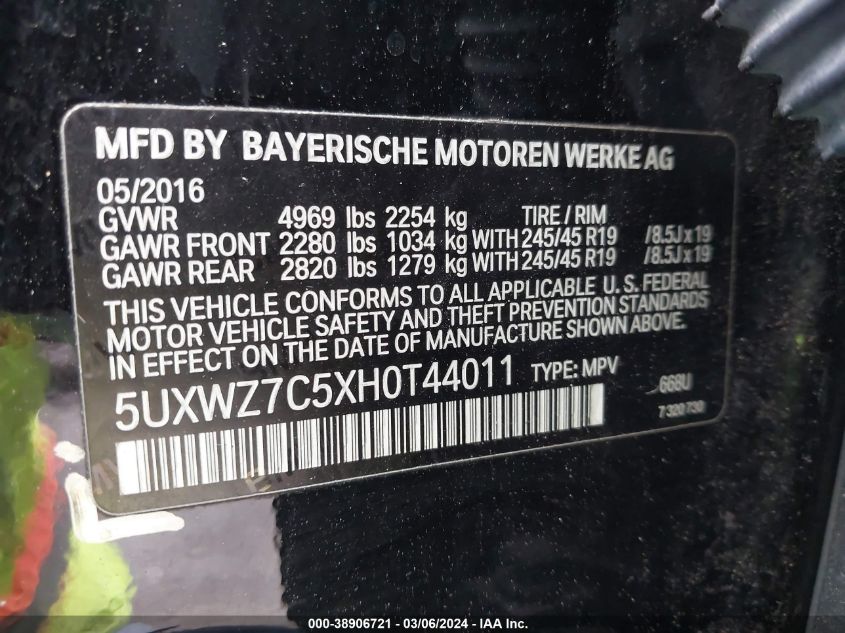 MFD BY BAYERISCHE MOTOREN WERKE AG
05/2016
GVWR 4969 lbs 2254 kg TIRE / RIM
GAWR FRONT 2280 lbs 1034 kg WITH 245/45 R19 /8.5J x 19
GAWR REAR 2820 lbs 1279 kg WITH 245/45 R19 /8.5J x 19
THIS VEHICLE CONFORMS TO ALL APPLICABLE U.S. FEDERAL
MOTOR VEHICLE SAFETY AND THEFT PREVENTION STANDARDS
IN EFFECT ON THE DATE OF MANUFACTURE SHOWN ABOVE.
5UXWZ7C5XH0T44011 TYPE: MPV
668U
7 320 730
000-38906721 - 03/06/2024 - IAA Inc.